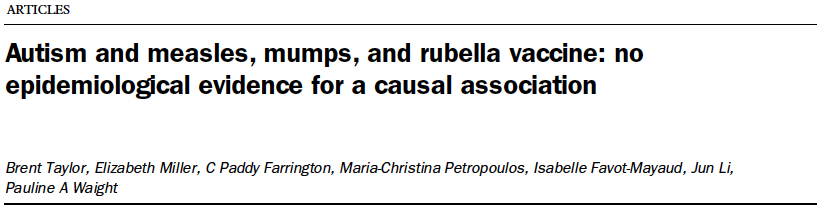 ARTICLES
Autism and measles, mumps, and rubella vaccine: no
epidemiological evidence for a causal association
Brent Taylor, Elizabeth Miller, C Paddy Farrington, Maria-Christina Petropoulos, Isabelle Favot-Mayaud, Jun Li,
Pauline A Waight